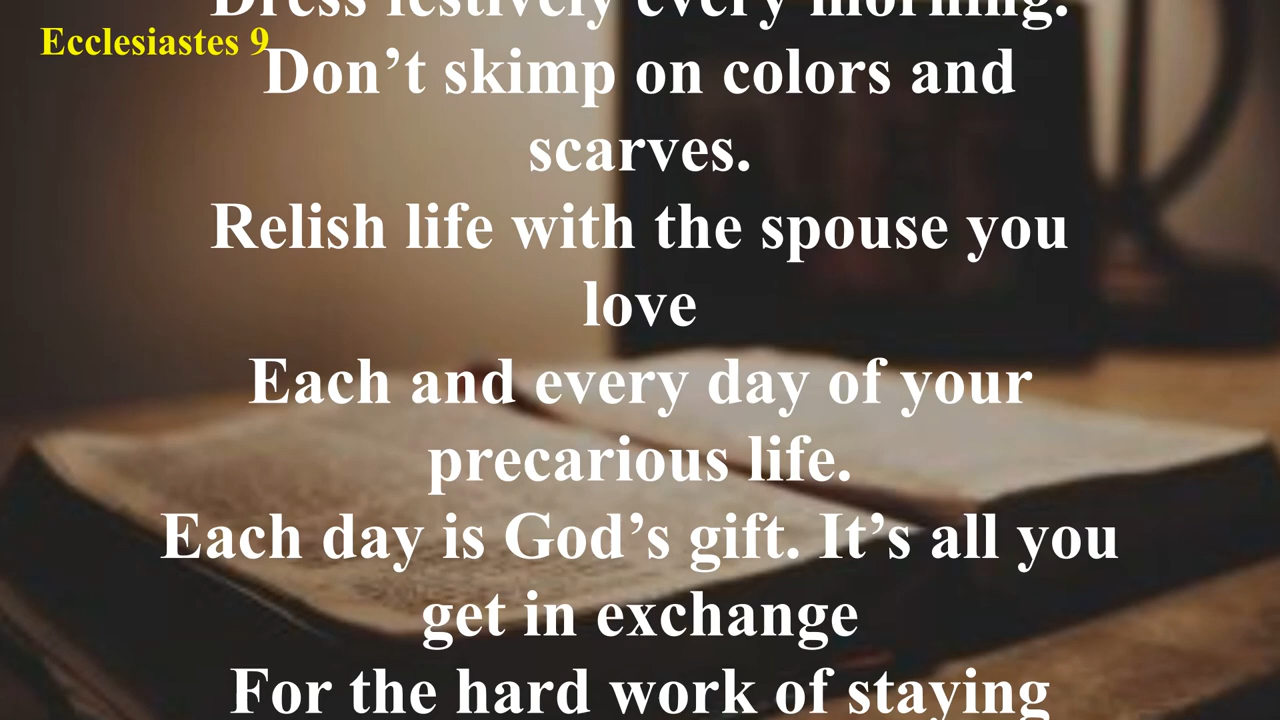 Dress festively every morning.
Ecclesiastes 9
Don’t skimp on colors and
scarves.
Relish life with the spouse you
love
Each and every day of your
precarious life.
Each day is God’s gift. It’s all you
get in exchange
For the hard work of staying